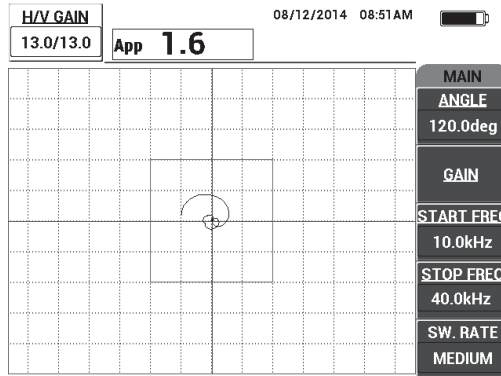 H/V GAIN
13.0/13.0
App 1.6
08/12/2014 08:51AM
MAIN
ANGLE
120.0deg
GAIN
START FREQ
10.0kHz
STOP FREQ
40.0kHz
SW. RATE
MEDIUM